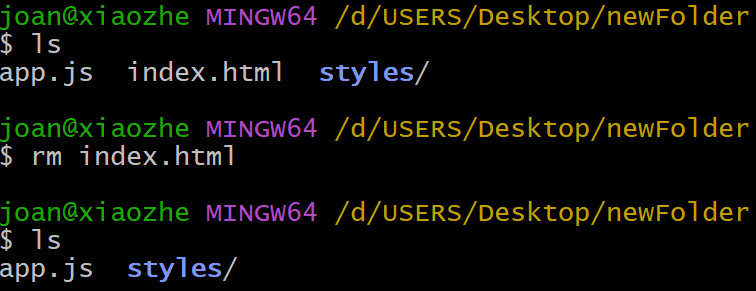 joan@xiaozhe MINGW64 /d/USERS/Desktop/newFolder
$ ls
app.js  index.html  styles/
joan@xiaozhe MINGW64 /d/USERS/Desktop/newFolder
$ rm index.html
joan@xiaozhe MINGW64 /d/USERS/Desktop/newFolder
$ ls
app.js  styles/